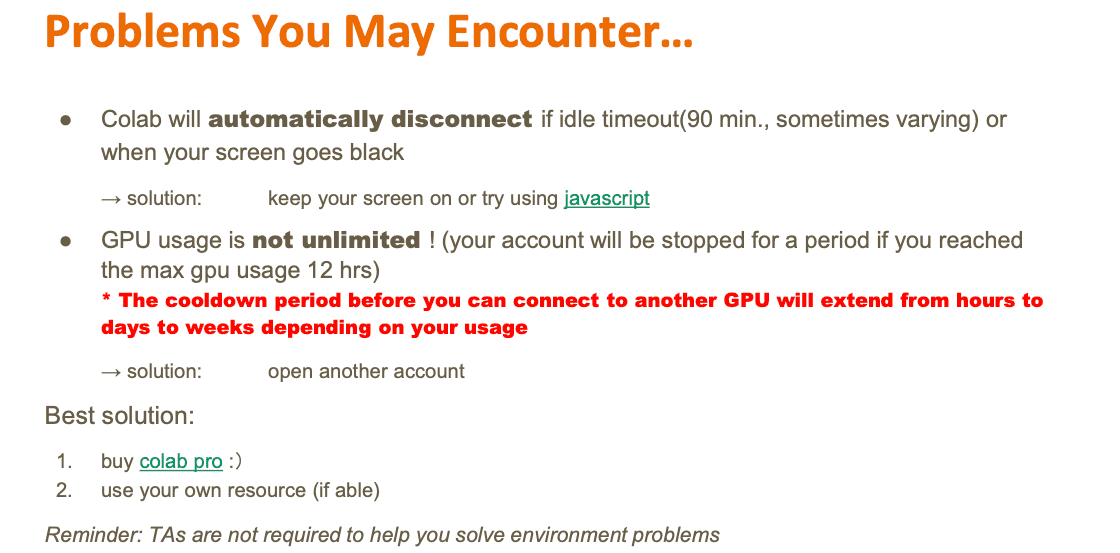 Problems You May Encounter...
● Colab will automatically disconnect if idle timeout(90 min., sometimes varying) or
when your screen goes black
→ solution: keep your screen on or try using javascript
● GPU usage is not unlimited ! (your account will be stopped for a period if you reached
the max gpu usage 12 hrs)
* The cooldown period before you can connect to another GPU will extend from hours to
days to weeks depending on your usage
→ solution: open another account
Best solution:
1. buy colab pro :）
2. use your own resource (if able)
Reminder: TAs are not required to help you solve environment problems